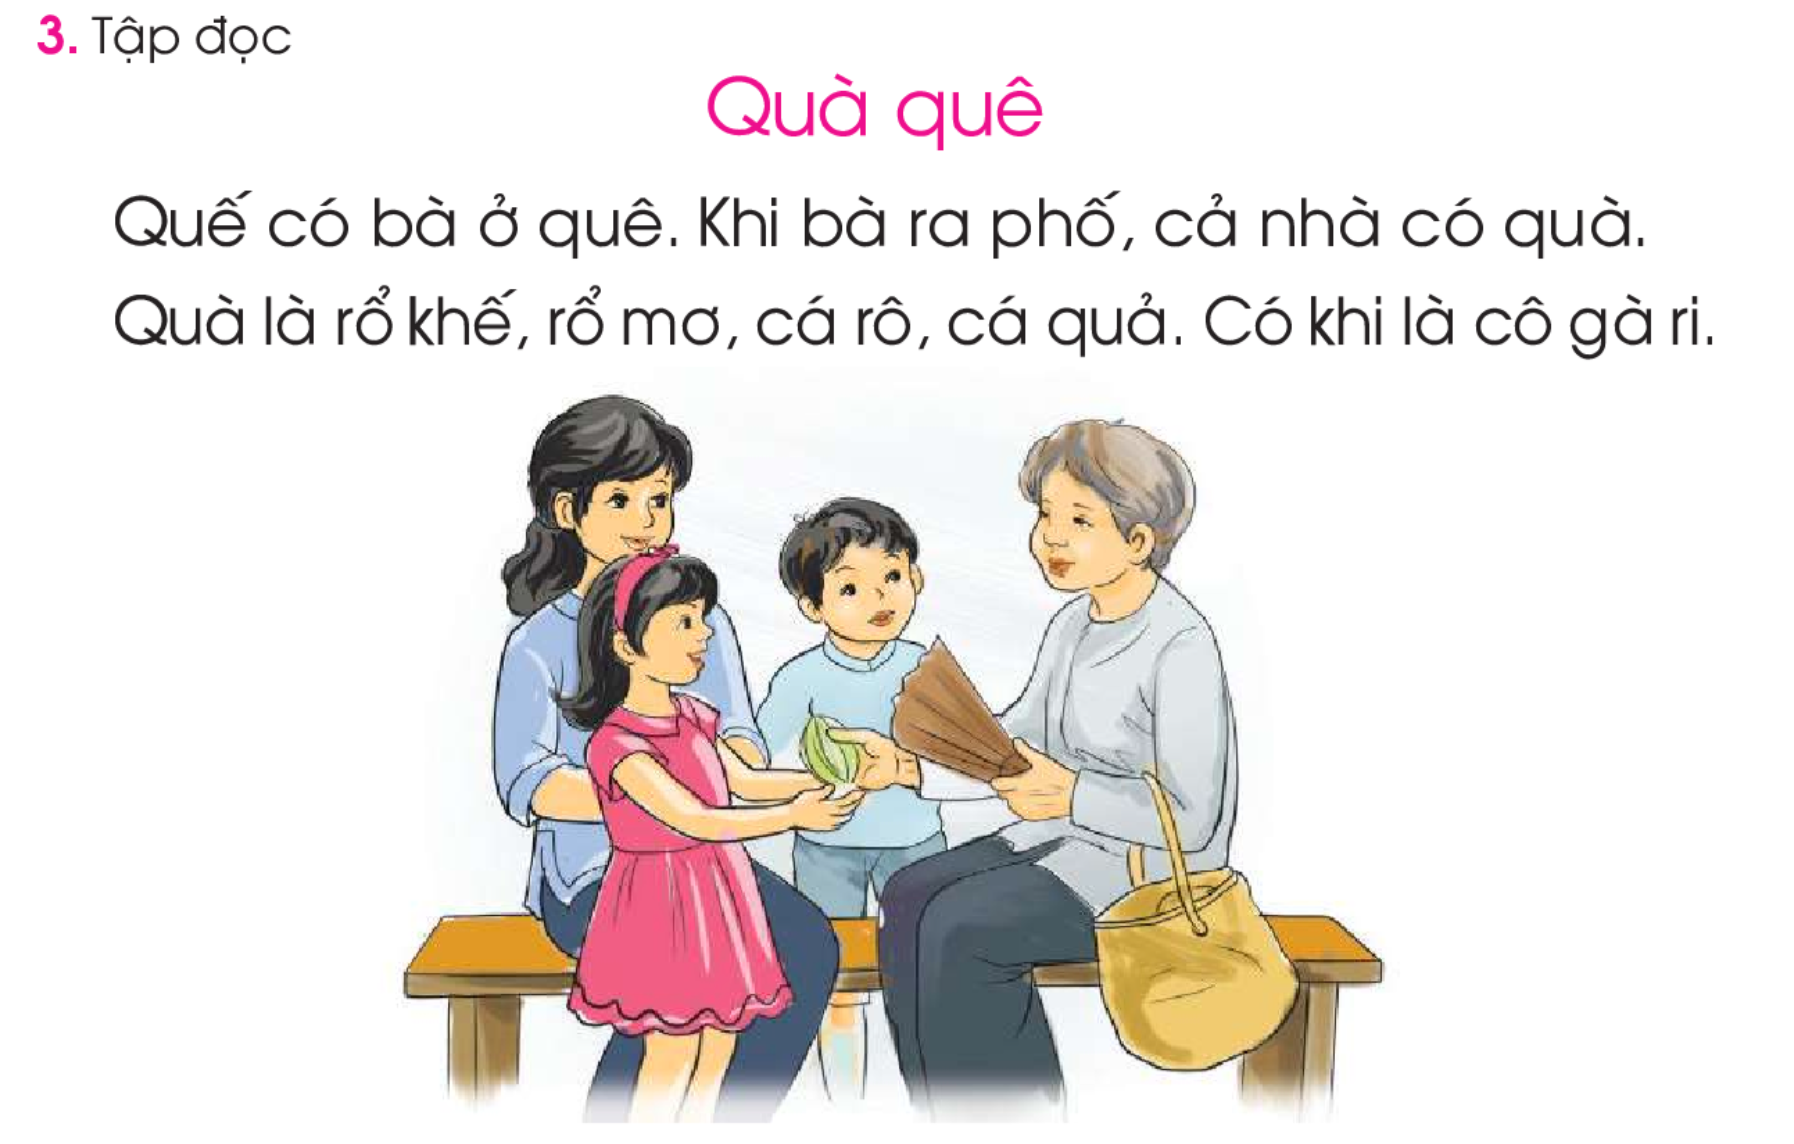 3. Tập đọc
Quà quê
Quế có bà ở quê. Khi bà ra phố, cả nhà có quà.
Quà là rổ khế, rổ mơ, cá rô, cá quả. Có khi là cô gà ri.